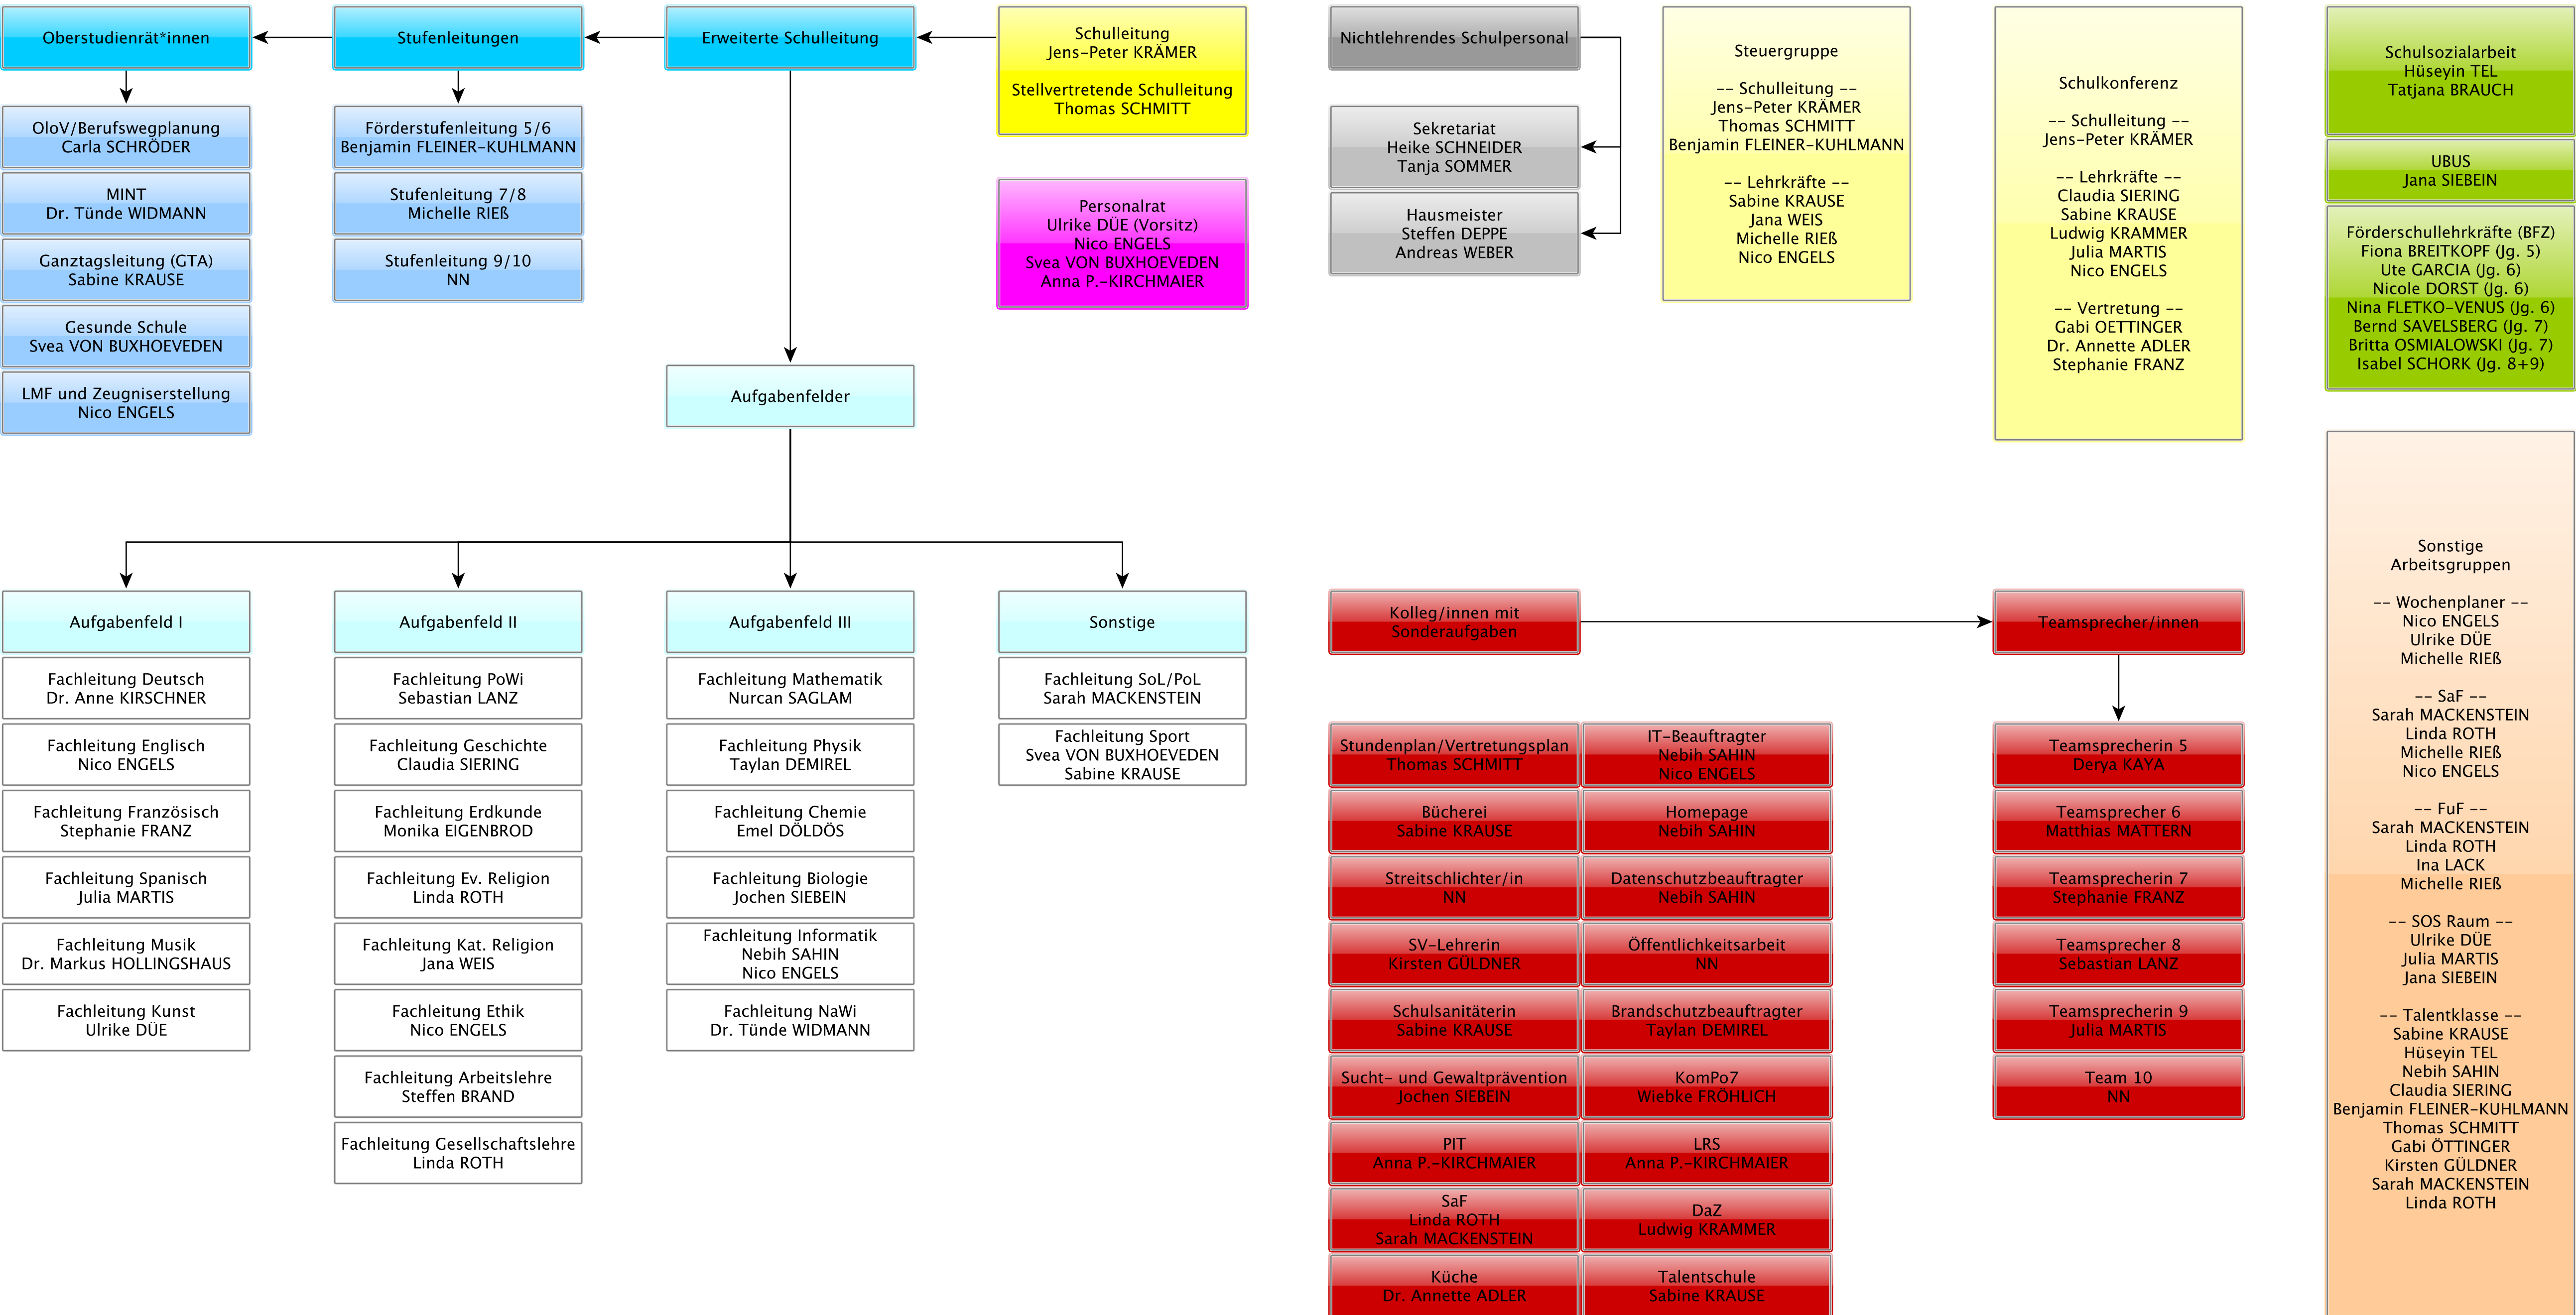 Oberstudienrät*innen
Stufenleitungen
Erweiterte Schulleitung
Schulleitung
Jens-Peter KRÄMER
Stellvertretende Schulleitung
Thomas SCHMITT
Nichtlehrendes Schulpersonal
OloV/Berufswegplanung
Carla SCHRÖDER
MINT
Dr. Tünde WIDMANN
Ganztagsleitung (GTA)
Sabine KRAUSE
Gesunde Schule
Svea VON BUXHOEVEDEN
LMF und Zeugniserstellung
Nico ENGELS
Förderstufenleitung 5/6
Benjamin FLEINER-KUHLMANN
Stufenleitung 7/8
Michelle RIEß
Stufenleitung 9/10
NN
Personalrat
Ulrike DÜE (Vorsitz)
Nico ENGELS
Svea VON BUXHOEVEDEN
Anna P.-KIRCHMAIER
Sekretariat
Heike SCHNEIDER
Tanja SOMMER
Hausmeister
Steffen DEPPE
Andreas WEBER
Steuergruppe
-- Schulleitung --
Jens-Peter KRÄMER
Thomas SCHMITT
Benjamin FLEINER-KUHLMANN
-- Lehrkräfte --
Sabine KRAUSE
Jana WEIS
Michelle RIEß
Nico ENGELS
Schulkonferenz
-- Schulleitung --
Jens-Peter KRÄMER
-- Lehrkräfte --
Claudia SIERING
Sabine KRAUSE
Ludwig KRAMMER
Julia MARTIS
Nico ENGELS
-- Vertretung --
Gabi OETTINGER
Dr. Annette ADLER
Stephanie FRANZ
Schulsozialarbeit
Hüseyin TEL
Tatjana BRAUCH
UBUS
Jana SIEBEIN
Förderschullehrkräfte (BFZ)
Fiona BREITKOPF (Jg. 5)
Ute GARCIA (Jg. 6)
Nicole DORST (Jg. 6)
Nina FLETKO-VENUS (Jg. 6)
Bernd SAVELSBERG (Jg. 7)
Britta OSMIALOWSKI (Jg. 7)
Isabel SCHORK (Jg. 8+9)
Aufgabenfelder
Aufgabenfeld I
Fachleitung Deutsch
Dr. Anne KIRSCHNER
Fachleitung Englisch
Nico ENGELS
Fachleitung Französisch
Stephanie FRANZ
Fachleitung Spanisch
Julia MARTIS
Fachleitung Musik
Dr. Markus HOLLINGSHAUS
Fachleitung Kunst
Ulrike DÜE
Aufgabenfeld II
Fachleitung PoWi
Sebastian LANZ
Fachleitung Geschichte
Claudia SIERING
Fachleitung Erdkunde
Monika EIGENBROD
Fachleitung Ev. Religion
Linda ROTH
Fachleitung Kat. Religion
Jana WEIS
Fachleitung Ethik
Nico ENGELS
Fachleitung Arbeitslehre
Steffen BRAND
Fachleitung Gesellschaftslehre
Linda ROTH
Aufgabenfeld III
Fachleitung Mathematik
Nurcan SAGLAM
Fachleitung Physik
Taylan DEMIREL
Fachleitung Chemie
Emel DÖLDÖS
Fachleitung Biologie
Jochen SIEBEIN
Fachleitung Informatik
Nebih SAHIN
Nico ENGELS
Fachleitung NaWi
Dr. Tünde WIDMANN
Sonstige
Fachleitung SoL/PoL
Sarah MACKENSTEIN
Fachleitung Sport
Svea VON BUXHOEVEDEN
Sabine KRAUSE
Kolleg/innen mit
Sonderaufgaben
Stundenplan/Vertretungsplan
Thomas SCHMITT
Bücherei
Sabine KRAUSE
Streitschlichter/in
NN
SV-Lehrerin
Kirsten GÜLDNER
Schulsanitäterin
Sabine KRAUSE
Sucht- und Gewaltprävention
Jochen SIEBEIN
PIT
Anna P.-KIRCHMAIER
SaF
Linda ROTH
Sarah MACKENSTEIN
Küche
Dr. Annette ADLER
IT-Beauftragter
Nebih SAHIN
Nico ENGELS
Homepage
Nebih SAHIN
Datenschutzbeauftragter
Nebih SAHIN
Öffentlichkeitsarbeit
NN
Brandschutzbeauftragter
Taylan DEMIREL
KomPo7
Wiebke FRÖHLICH
LRS
Anna P.-KIRCHMAIER
DaZ
Ludwig KRAMMER
Talentschule
Sabine KRAUSE
Teamsprecher/innen
Teamsprecherin 5
Derya KAYA
Teamsprecher 6
Matthias MATTERN
Teamsprecherin 7
Stephanie FRANZ
Teamsprecher 8
Sebastian LANZ
Teamsprecherin 9
Julia MARTIS
Team 10
NN
Sonstige
Arbeitsgruppen
-- Wochenplaner --
Nico ENGELS
Ulrike DÜE
Michelle RIEß
-- SaF --
Sarah MACKENSTEIN
Linda ROTH
Michelle RIEß
Nico ENGELS
-- FuF --
Sarah MACKENSTEIN
Linda ROTH
Ina LACK
Michelle RIEß
-- SOS Raum --
Ulrike DÜE
Julia MARTIS
Jana SIEBEIN
-- Talentklasse --
Sabine KRAUSE
Hüseyin TEL
Nebih SAHIN
Claudia SIERING
Benjamin FLEINER-KUHLMANN
Thomas SCHMITT
Gabi ÖTTINGER
Kirsten GÜLDNER
Sarah MACKENSTEIN
Linda ROTH